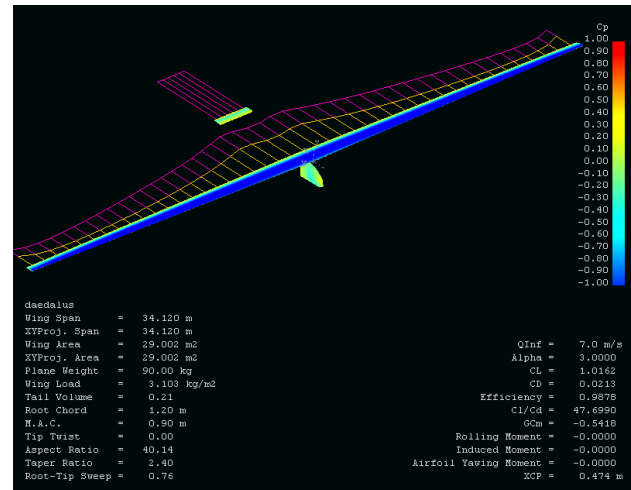 Cp
1.00
0.90
0.80
0.70
0.60
0.50
0.40
0.30
0.20
0.10
0.00
-0.10
-0.20
-0.30
-0.40
-0.50
-0.60
-0.70
-0.80
-0.90
-1.00
daedalus
Wing Span = 34.120 m
XYProj. Span = 34.120 m
Wing Area = 29.002 m2
XYProj. Area = 29.002 m2
Plane Weight = 90.00 kg
Wing Load = 3.103 kg/m2
Tail Volume = 0.21
Root Chord = 1.20 m
M.A.C. = 0.90 m
Tip Twist = 0.00
Aspect Ratio = 40.14
Taper Ratio = 2.40
Root-Tip Sweep = 0.76
QInf = 7.0 m/s
Alpha = 3.0000
CL = 1.0162
CD = 0.0213
Efficiency = 0.9878
Cl/Cd = 47.6990
GCm = -0.5418
Rolling Moment = -0.0000
Induced Moment = -0.0000
Airfoil Yawing Moment = -0.0000
XCP = 0.474 m